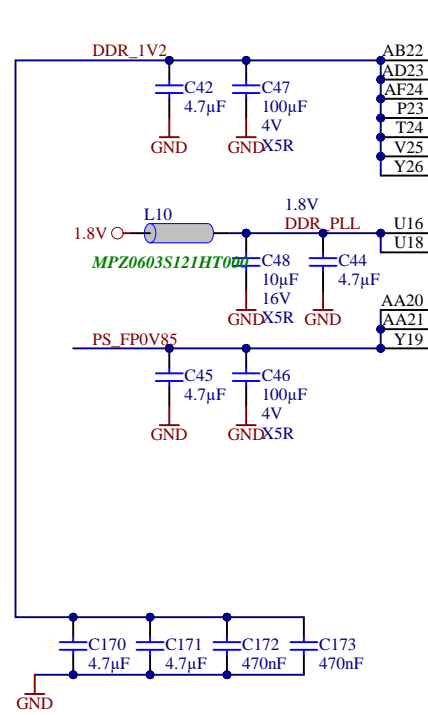 DDR_1V2
AB22
AD23
AF24
P23
T24
V25
Y26
C42
4.7µF
GND
C47
100µF
4V
X5R
GND
1.8V
L10
MPZ0603S121HT000
1.8V
DDR_PLL
U16
U18
C48
10µF
16V
X5R
GND
C44
4.7µF
GND
AA20
AA21
Y19
PS_FP0V85
C45
4.7µF
GND
C46
100µF
4V
X5R
GND
C170
4.7µF
C171
4.7µF
C172
470nF
C173
470nF
GND